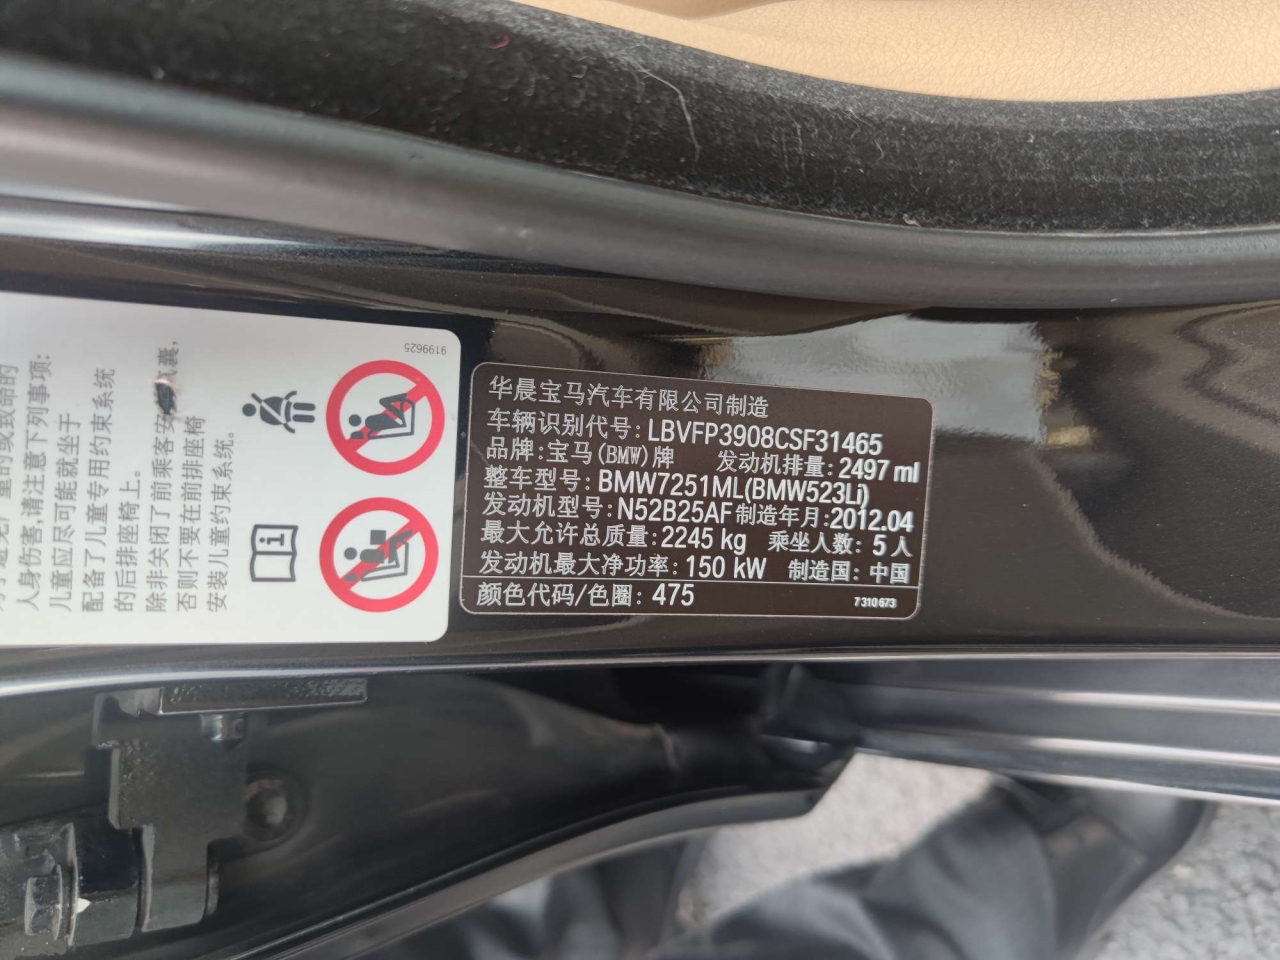 华晨宝马汽车有限公司制造
车辆识别代号: LBVFP3908CSF31465
品牌: 宝马(BMW)牌 发动机排量: 2497 ml
整车型号: BMW7251ML(BMW523Li)
发动机型号: N52B25AF 制造年月: 2012.04
最大允许总质量: 2245 kg 乘坐人数: 5人
发动机最大净功率: 150 kW 制造国: 中国
颜色代码/色圈: 475
7 310 673
9199625
人身伤害,请注意下列事项:
儿童应尽可能就坐于
配备了儿童专用约束系统
的后排座椅上。
除非关闭了前乘客安 气囊,
否则不要在前排座椅
安装儿童约束系统。